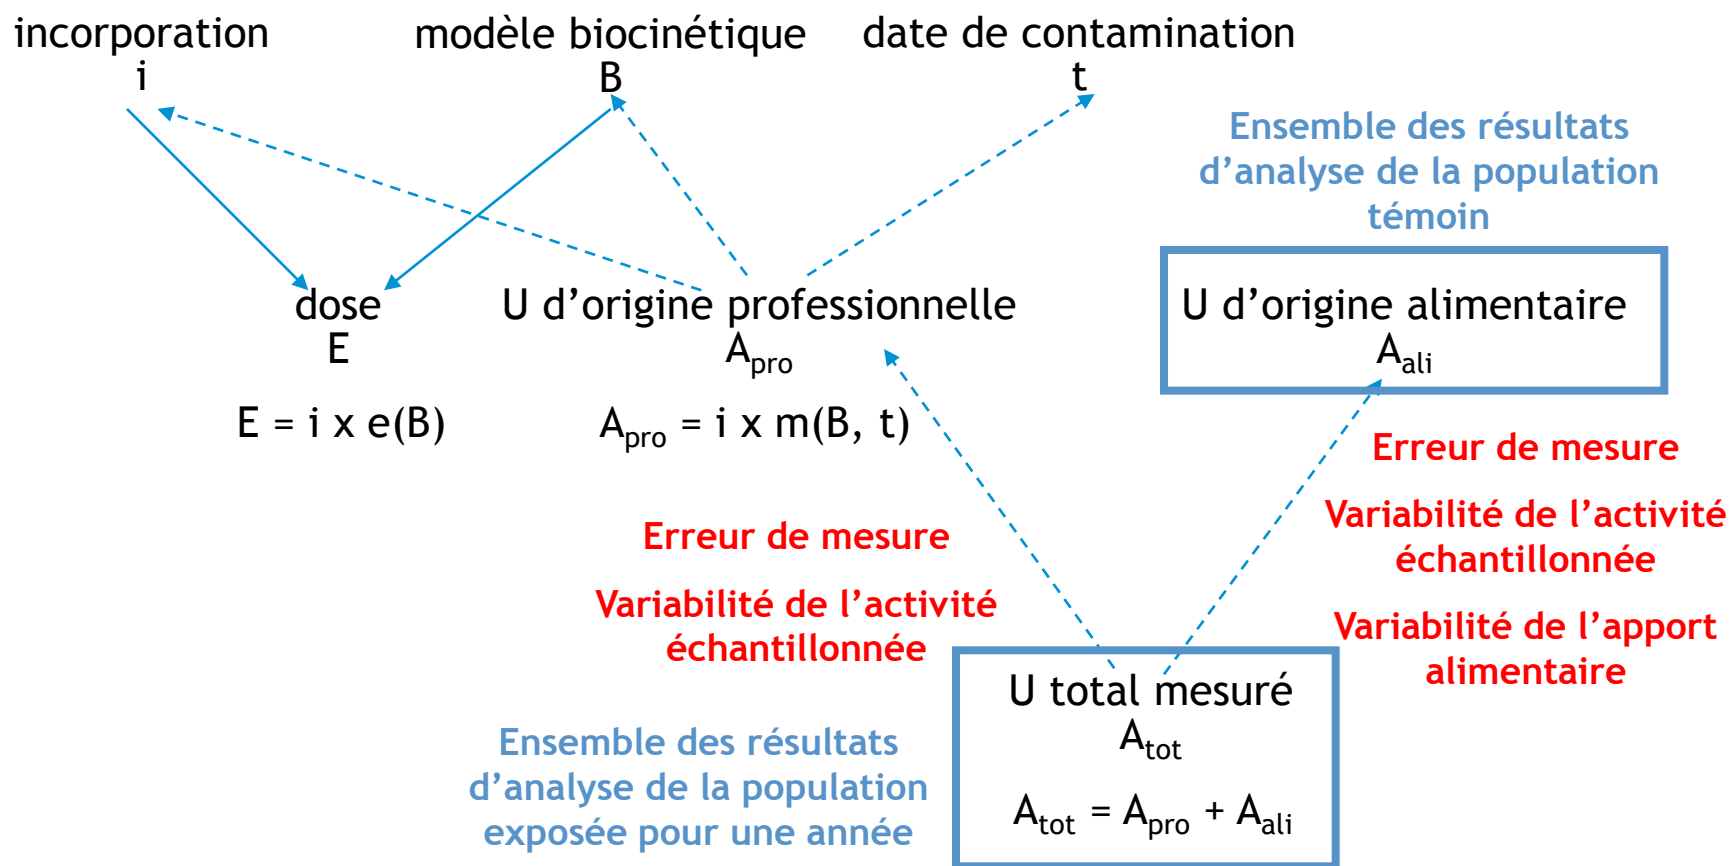 incorporation
i
modèle biocinétique
B
date de contamination
t
Ensemble des résultats
d’analyse de la population
témoin
dose
E
E = i x e(B)
U d’origine professionnelle
Apro
Apro = i x m(B, t)
U d’origine alimentaire
Aali
Erreur de mesure
Variabilité de l’activité
échantillonnée
Erreur de mesure
Variabilité de l’activité
échantillonnée
Variabilité de l’apport
alimentaire
Ensemble des résultats
d’analyse de la population
exposée pour une année
U total mesuré
Atot
Atot = Apro + Aali